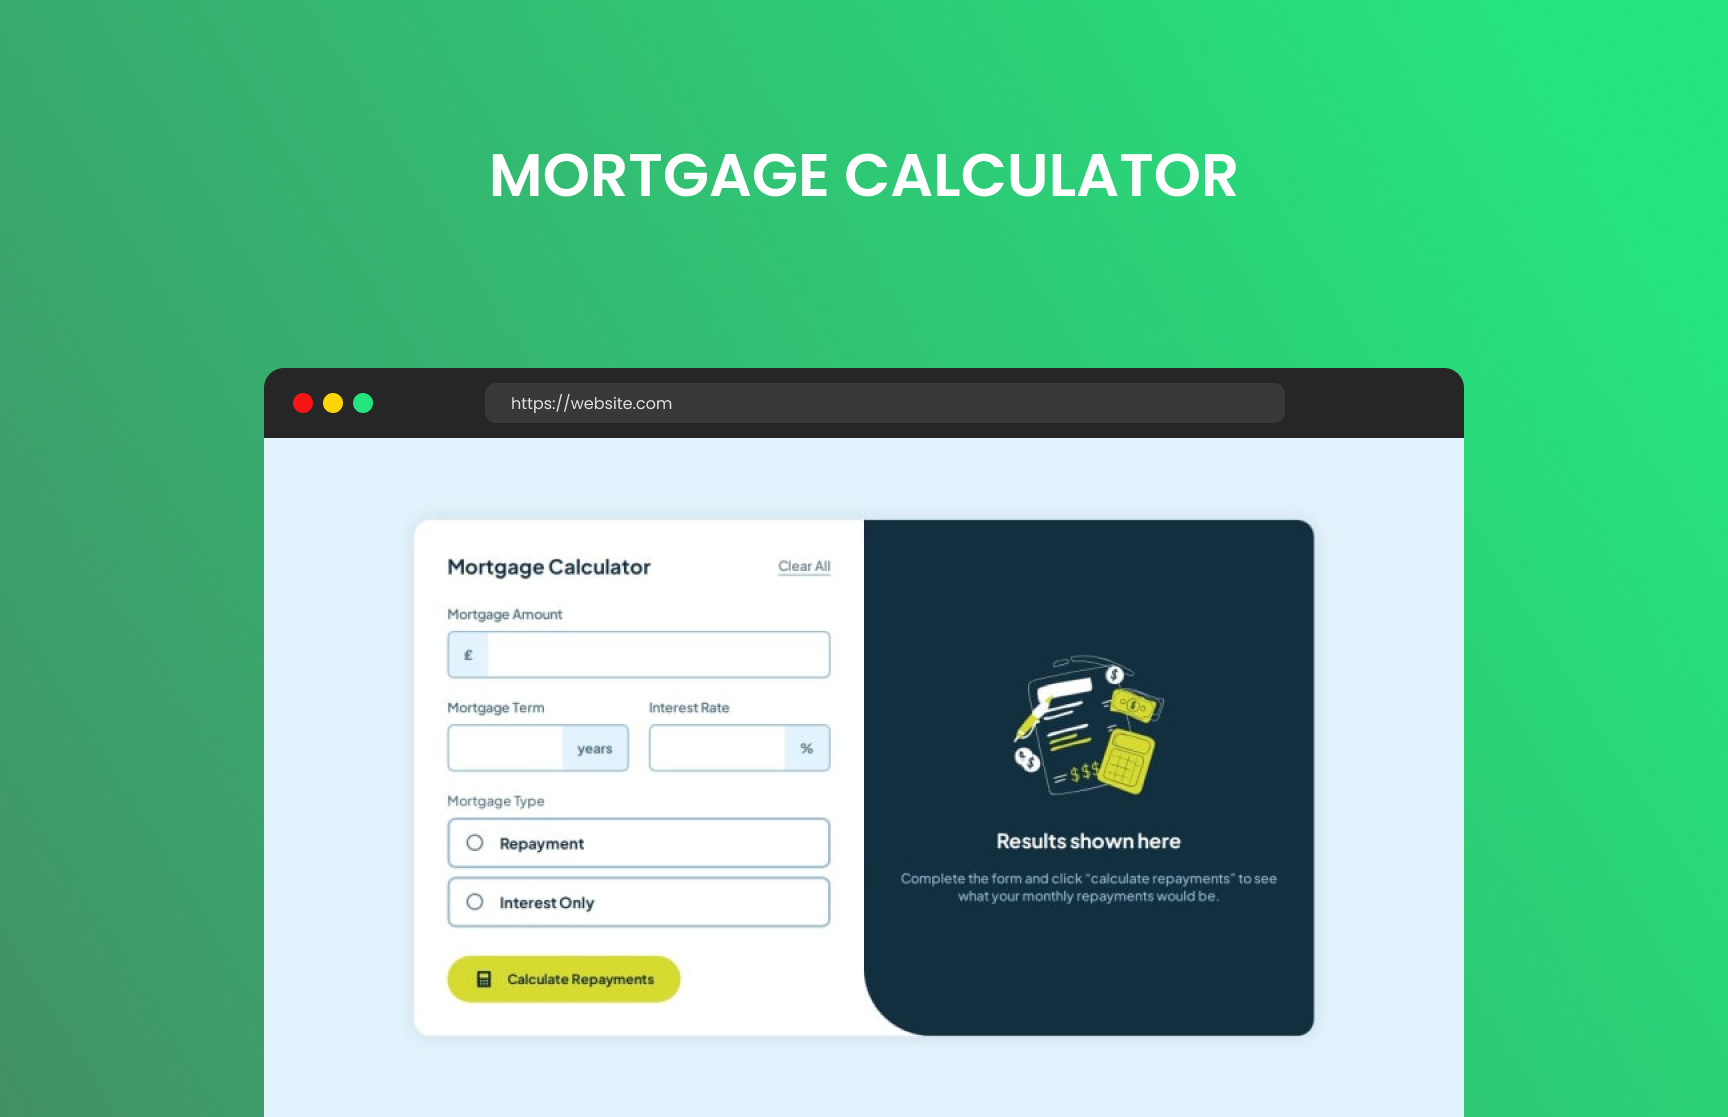 MORTGAGE CALCULATOR
https://website.com
Mortgage Calculator
Clear All
Mortgage Amount
£
Mortgage Term
Interest Rate
years
%
Mortgage Type
Repayment
Interest Only
Calculate Repayments
$
$
$
$$$
Results shown here
Complete the form and click “calculate repayments” to see
what your monthly repayments would be.